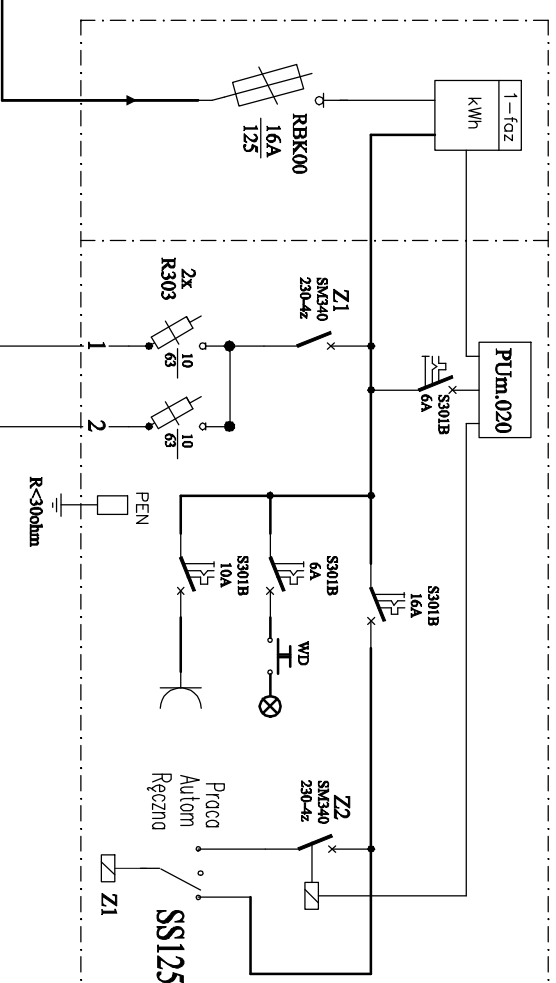 1-faz
kWh
RBK00
16A
125
PUm.020
S301B
6A
Z1
SM340
230-4z
2x
R303
10
63
10
63
1
2
PEN
R<30ohm
S301B
16A
S301B
6A
WD
S301B
10A
Z2
SM340
230-4z
Praca
Autom
Ręczna
Z1
SS125